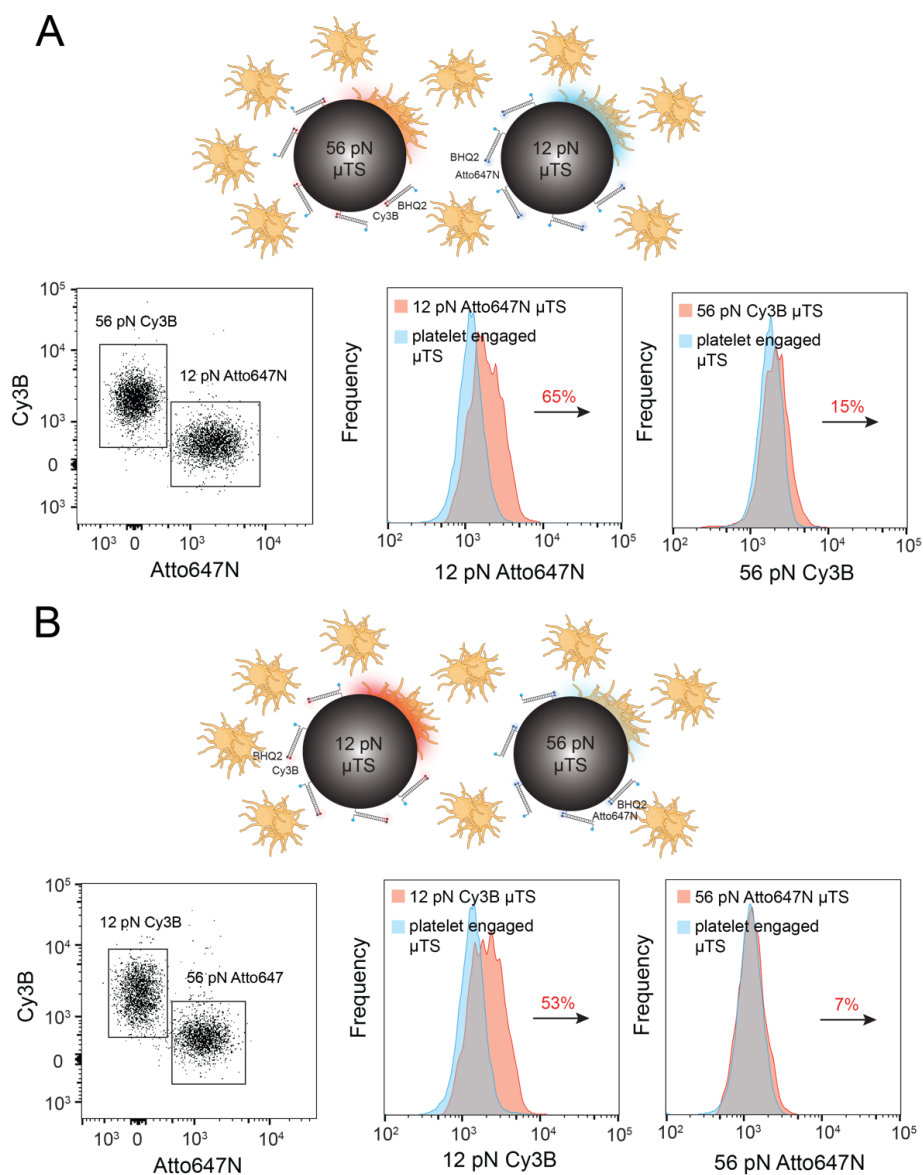 A
56 pN
µTS
12 pN
µTS
BHQ2
Atto647N
BHQ2
Cy3B
10⁵
10⁴
10³
0
10³
Cy3B
56 pN Cy3B
12 pN Atto647N
10³ 0 10³ 10⁴
Atto647N
Frequency
12 pN Atto647N µTS
platelet engaged
µTS
65%
10² 10³ 10⁴ 10⁵
12 pN Atto647N
Frequency
56 pN Cy3B µTS
platelet engaged
µTS
15%
10² 10³ 10⁴ 10⁵
56 pN Cy3B
B
12 pN
µTS
56 pN
µTS
BHQ2
Cy3B
BHQ2
Atto647N
10⁵
10⁴
10³
0
10³
Cy3B
12 pN Cy3B
56 pN Atto647
10³ 0 10³ 10⁴
Atto647N
Frequency
12 pN Cy3B µTS
platelet engaged
µTS
53%
10² 10³ 10⁴ 10⁵
12 pN Cy3B
Frequency
56 pN Atto647N µTS
platelet engaged
µTS
7%
10² 10³ 10⁴ 10⁵
56 pN Atto647N